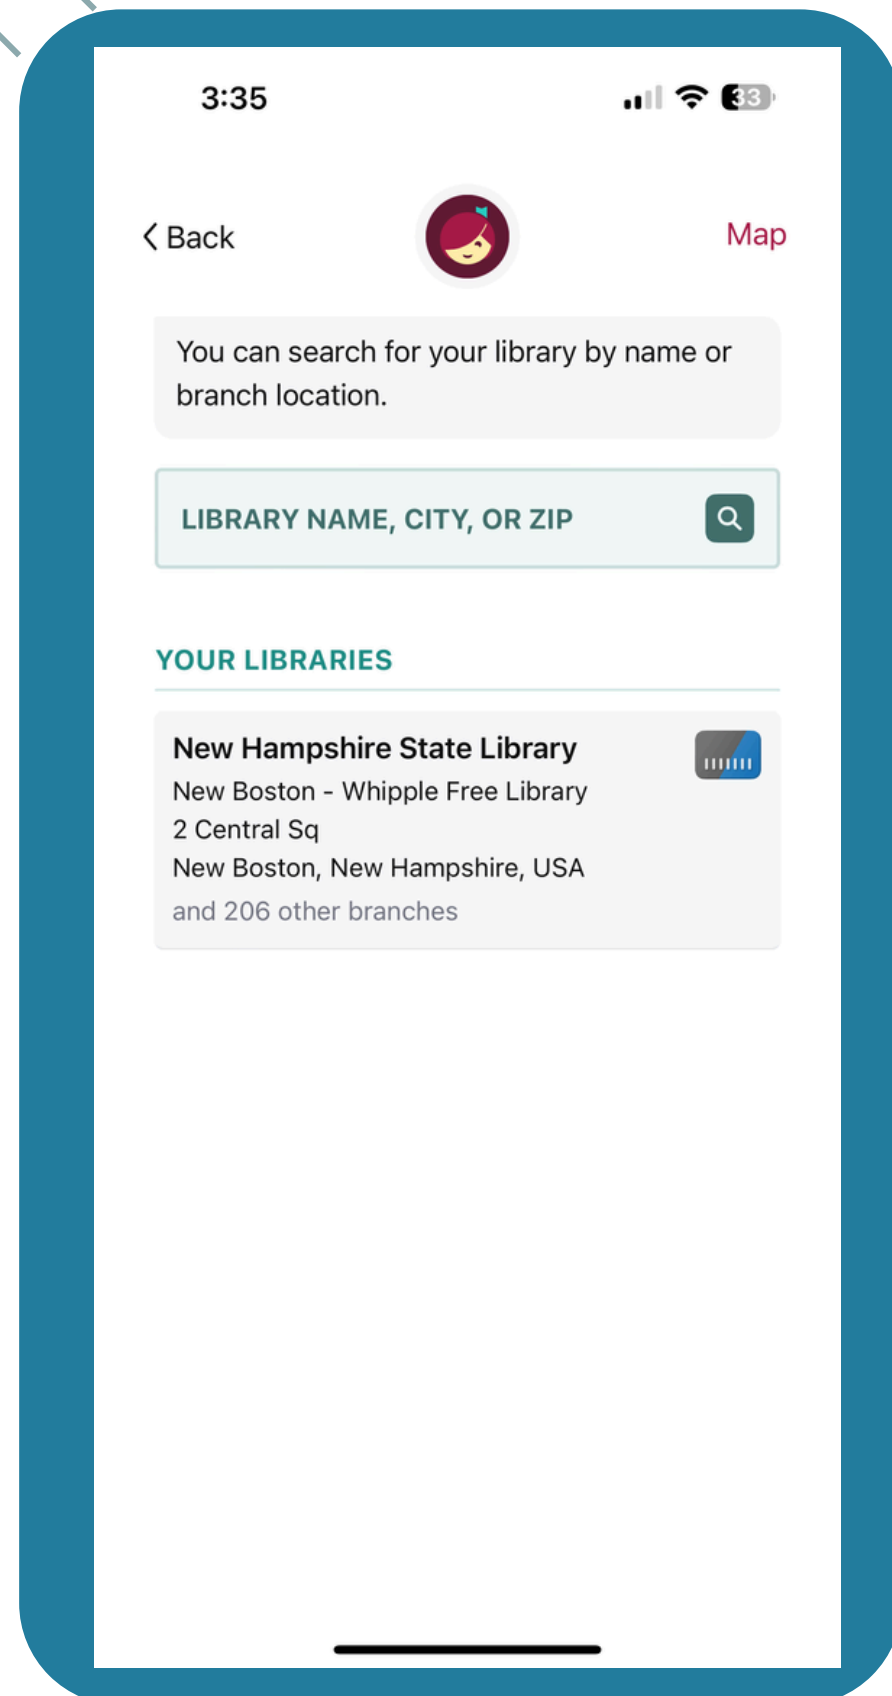 3:35
33
Back
Map
You can search for your library by name or
branch location.
LIBRARY NAME, CITY, OR ZIP
YOUR LIBRARIES
New Hampshire State Library
New Boston - Whipple Free Library
2 Central Sq
New Boston, New Hampshire, USA
and 206 other branches